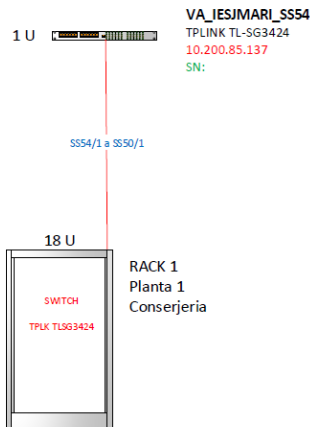 VA_IESJMARI_SS54
1 U
TPLINK TL-SG3424
10.200.85.137
SN:
SS54/1 a SS50/1
18 U
RACK 1
Planta 1
Conserjeria
SWITCH
TPLK TLSG3424